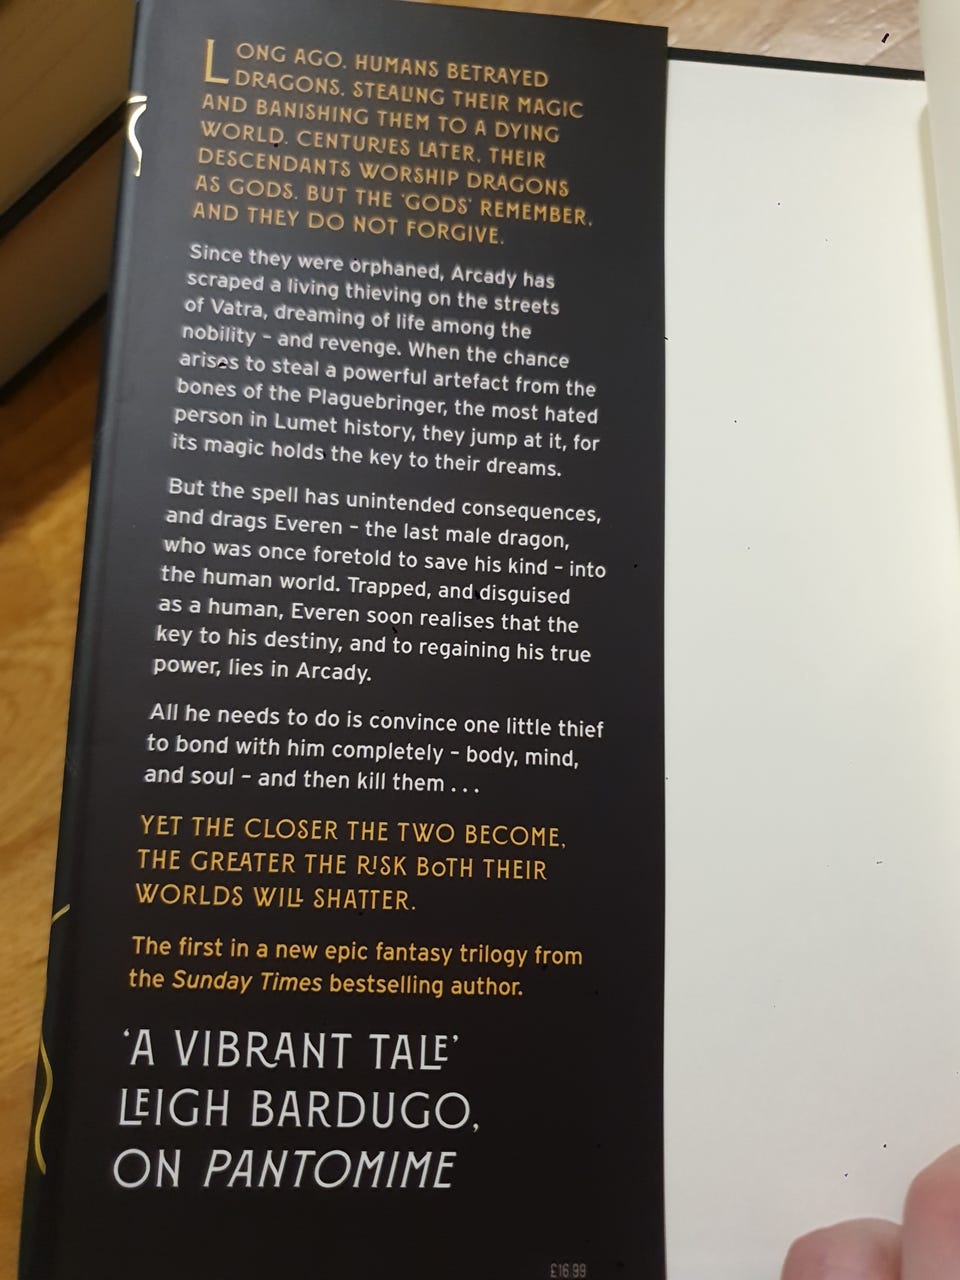 LONG AGO, HUMANS BETRAYED
DRAGONS, STEALING THEIR MAGIC
AND BANISHING THEM TO A DYING
WORLD. CENTURIES LATER, THEIR
DESCENDANTS WORSHIP DRAGONS
AS GODS. BUT THE ‘GODS’ REMEMBER,
AND THEY DO NOT FORGIVE.
Since they were orphaned, Arcady has
scraped a living thieving on the streets
of Vatra, dreaming of life among the
nobility – and revenge. When the chance
arises to steal a powerful artefact from the
bones of the Plaguebringer, the most hated
person in Lumet history, they jump at it, for
its magic holds the key to their dreams.
But the spell has unintended consequences,
and drags Everen – the last male dragon,
who was once foretold to save his kind – into
the human world. Trapped, and disguised
as a human, Everen soon realises that the
key to his destiny, and to regaining his true
power, lies in Arcady.
All he needs to do is convince one little thief
to bond with him completely – body, mind,
and soul – and then kill them . . .
YET THE CLOSER THE TWO BECOME,
THE GREATER THE RISK BOTH THEIR
WORLDS WILL SHATTER.
The first in a new epic fantasy trilogy from
the Sunday Times bestselling author.
‘A VIBRANT TALE’
LEIGH BARDUGO,
ON PANTOMIME
£16.99